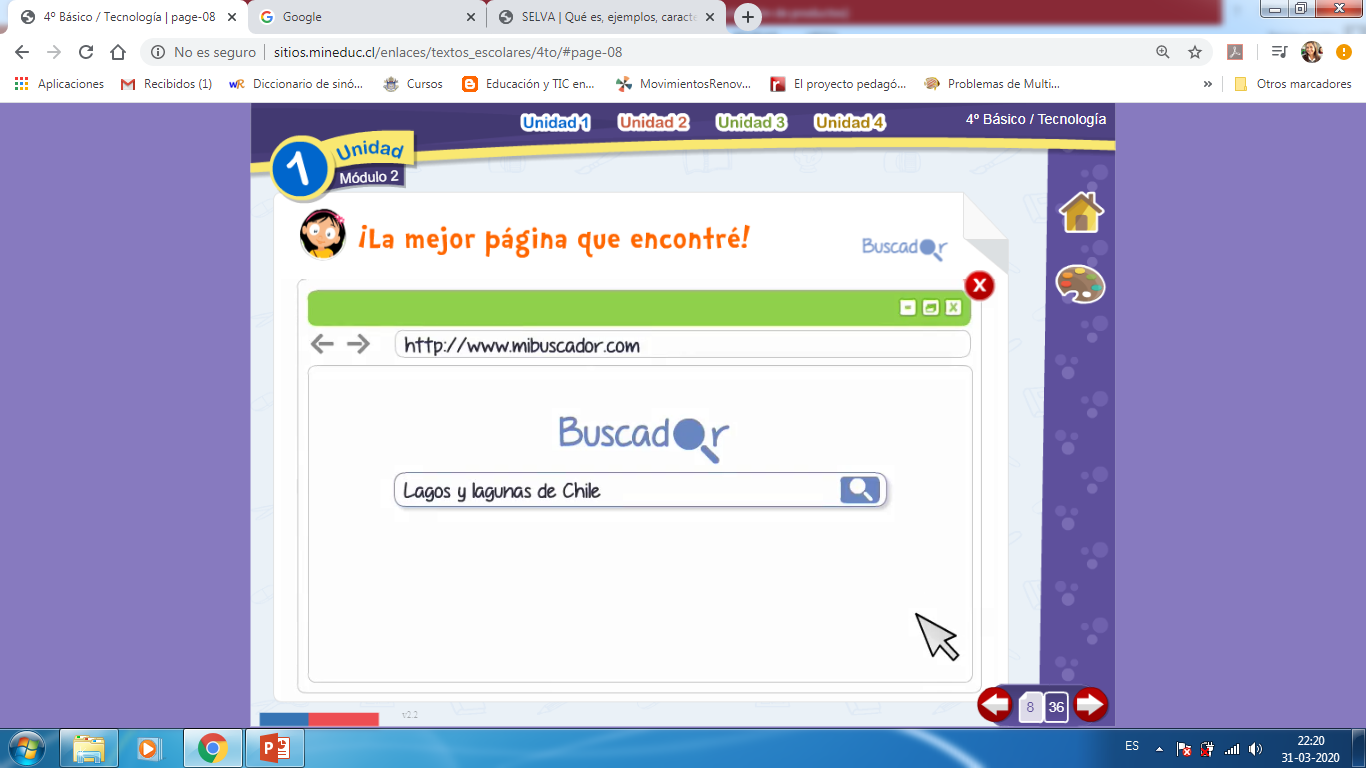 4º Básico / Tecnología | page-08
Google
SELVA | Qué es, ejemplos, caracte
No es seguro | sitios.mineduc.cl/enlaces/textos_escolares/4to/#page-08
Aplicaciones
Recibidos (1)
Diccionario de sinó...
Cursos
Educación y TIC en...
MovimientosRenov...
El proyecto pedagó...
Problemas de Multi...
»
Otros marcadores
Unidad 1
Unidad 2
Unidad 3
Unidad 4
4º Básico / Tecnología
1
Unidad
Módulo 2
¡La mejor página que encontré!
Buscador
X
http://www.mibuscador.com
Buscador
Lagos y lagunas de Chile
8 36
v2.2
ES
22:20
31-03-2020